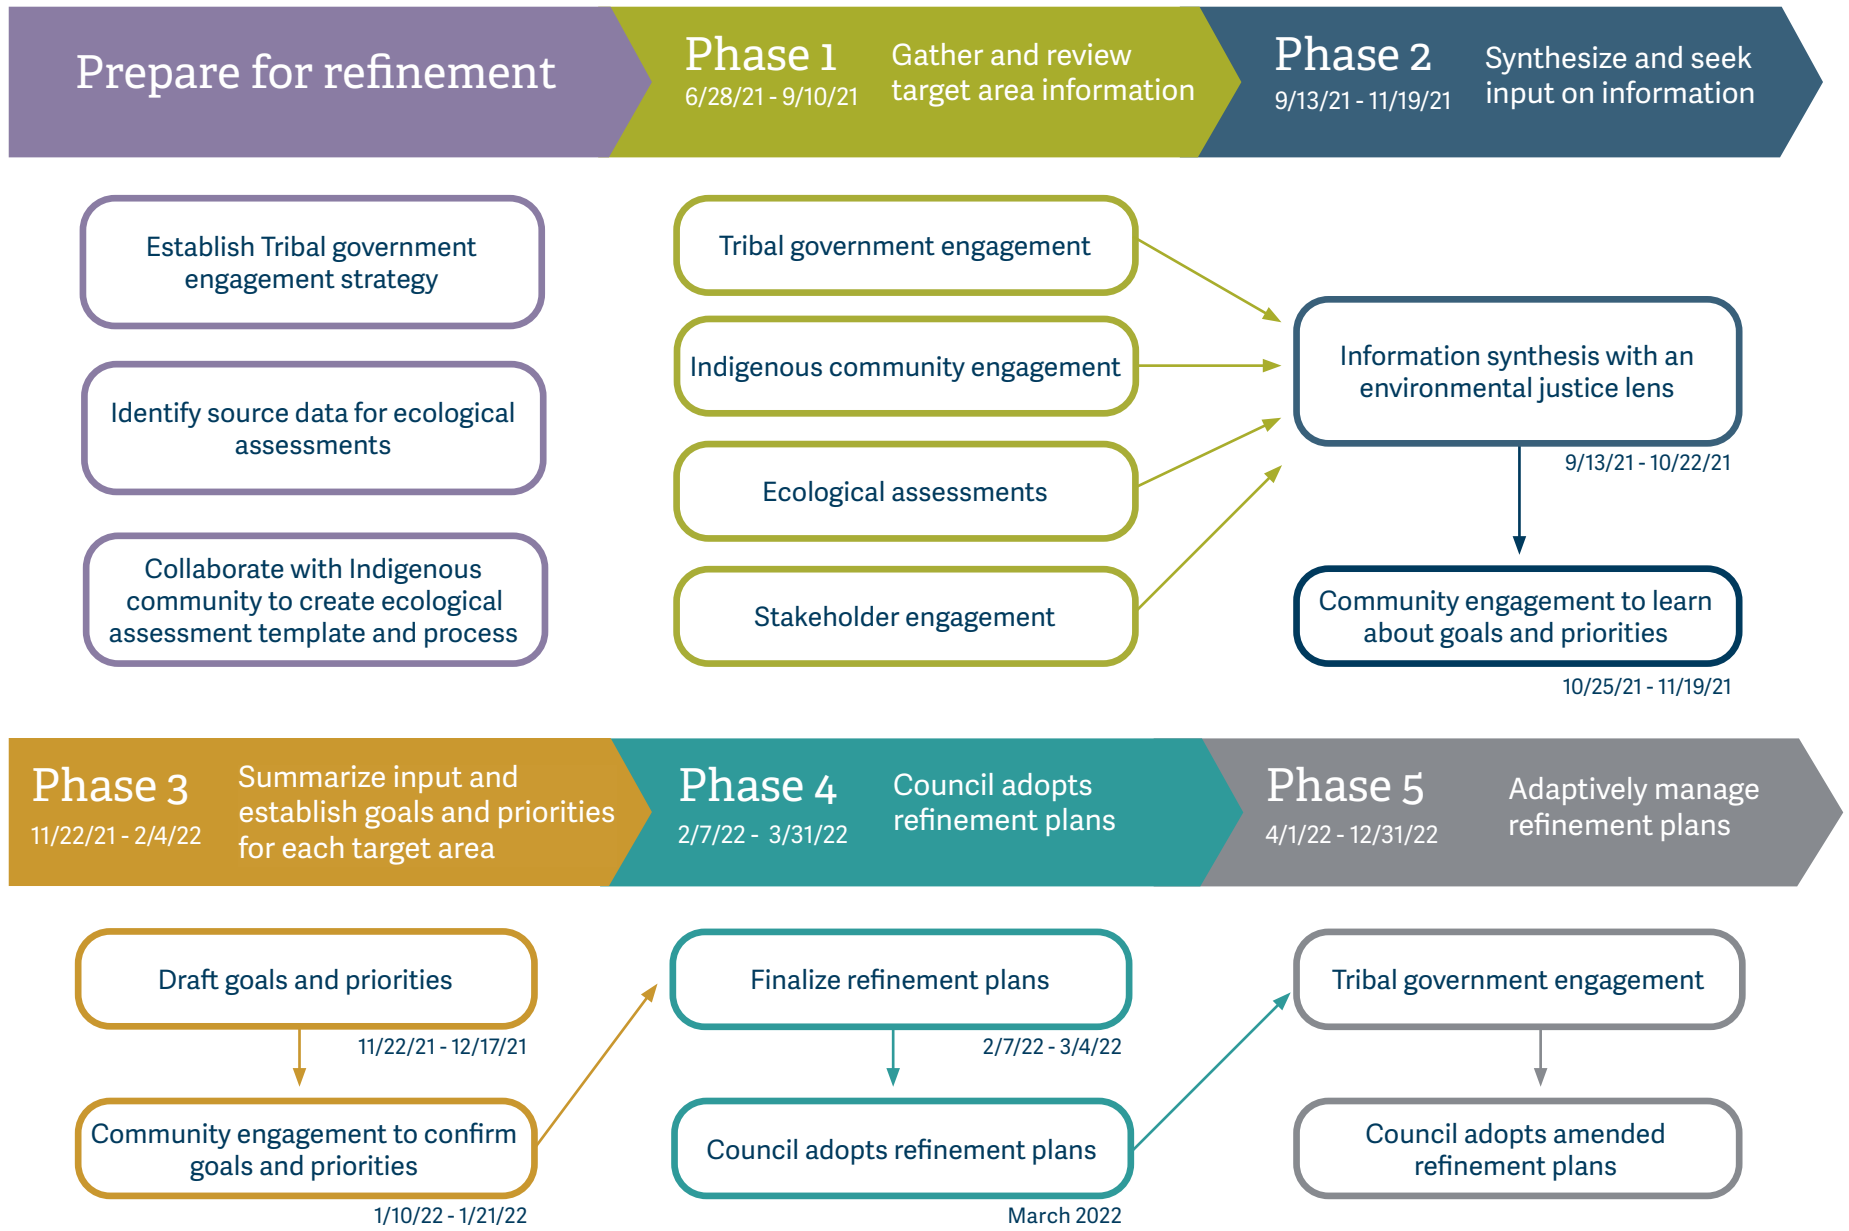 Prepare for refinement
Phase 1
6/28/21 - 9/10/21
Gather and review
target area information
Phase 2
9/13/21 - 11/19/21
Synthesize and seek
input on information
Establish Tribal government
engagement strategy
Identify source data for ecological
assessments
Collaborate with Indigenous
community to create ecological
assessment template and process
Tribal government engagement
Indigenous community engagement
Ecological assessments
Stakeholder engagement
Information synthesis with an
environmental justice lens
9/13/21 - 10/22/21
Community engagement to learn
about goals and priorities
10/25/21 - 11/19/21
Phase 3
11/22/21 - 2/4/22
Summarize input and
establish goals and priorities
for each target area
Phase 4
2/7/22 - 3/31/22
Council adopts
refinement plans
Phase 5
4/1/22 - 12/31/22
Adaptively manage
refinement plans
Draft goals and priorities
11/22/21 - 12/17/21
Community engagement to confirm
goals and priorities
1/10/22 - 1/21/22
Finalize refinement plans
2/7/22 - 3/4/22
Council adopts refinement plans
March 2022
Tribal government engagement
Council adopts amended
refinement plans